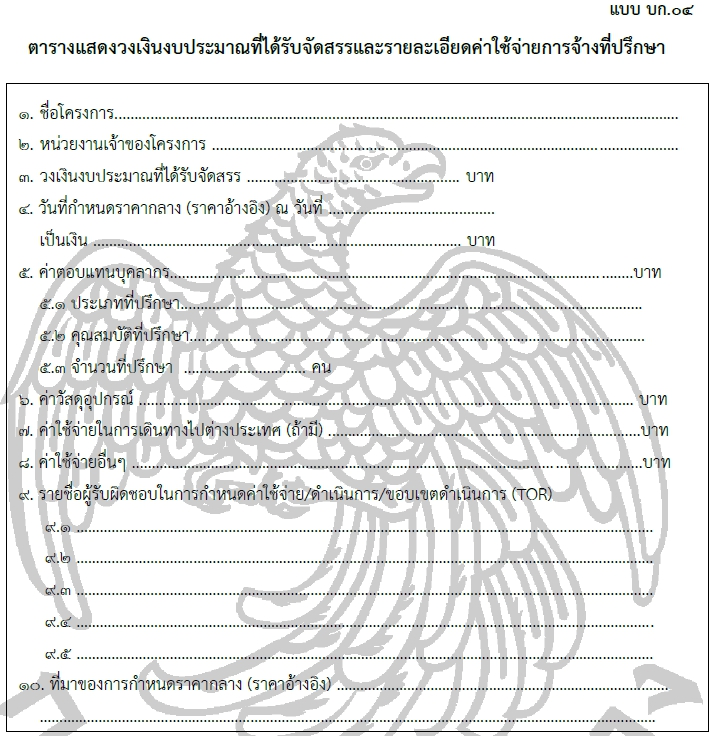 แบบ บก.๐๔
ตารางแสดงวงเงินงบประมาณที่ได้รับจัดสรรและรายละเอียดค่าใช้จ่ายการจ้างที่ปรึกษา
๑. ชื่อโครงการ........................................................................................................................
๒. หน่วยงานเจ้าของโครงการ ....................................................................................................
๓. วงเงินงบประมาณที่ได้รับจัดสรร .................................................... บาท
๔. วันที่กำหนดราคากลาง (ราคาอ้างอิง) ณ วันที่ .........................................
เป็นเงิน .......................................................................................... บาท
๕. ค่าตอบแทนบุคลากร..................................................................................................................บาท
๕.๑ ประเภทที่ปรึกษา.................................................................................................................
๕.๒ คุณสมบัติที่ปรึกษา................................................................................................................
๕.๓ จำนวนที่ปรึกษา .............................. คน
๖. ค่าวัสดุอุปกรณ์ ................................................................................................................................ บาท
๗. ค่าใช้จ่ายในการเดินทางไปต่างประเทศ (ถ้ามี) .............................................................................บาท
๘. ค่าใช้จ่ายอื่นๆ ..............................................................................................................................บาท
๙. รายชื่อผู้รับผิดชอบในการกำหนดค่าใช้จ่าย/ดำเนินการ/ขอบเขตดำเนินการ (TOR)
๙.๑ ..............................................................................................................................................
๙.๒ ..............................................................................................................................................
๙.๓ ..............................................................................................................................................
๙.๔ ..............................................................................................................................................
๙.๕ ..............................................................................................................................................
๑๐. ที่มาของการกำหนดราคากลาง (ราคาอ้างอิง) .................................................................................
.......................................................................................................................................................